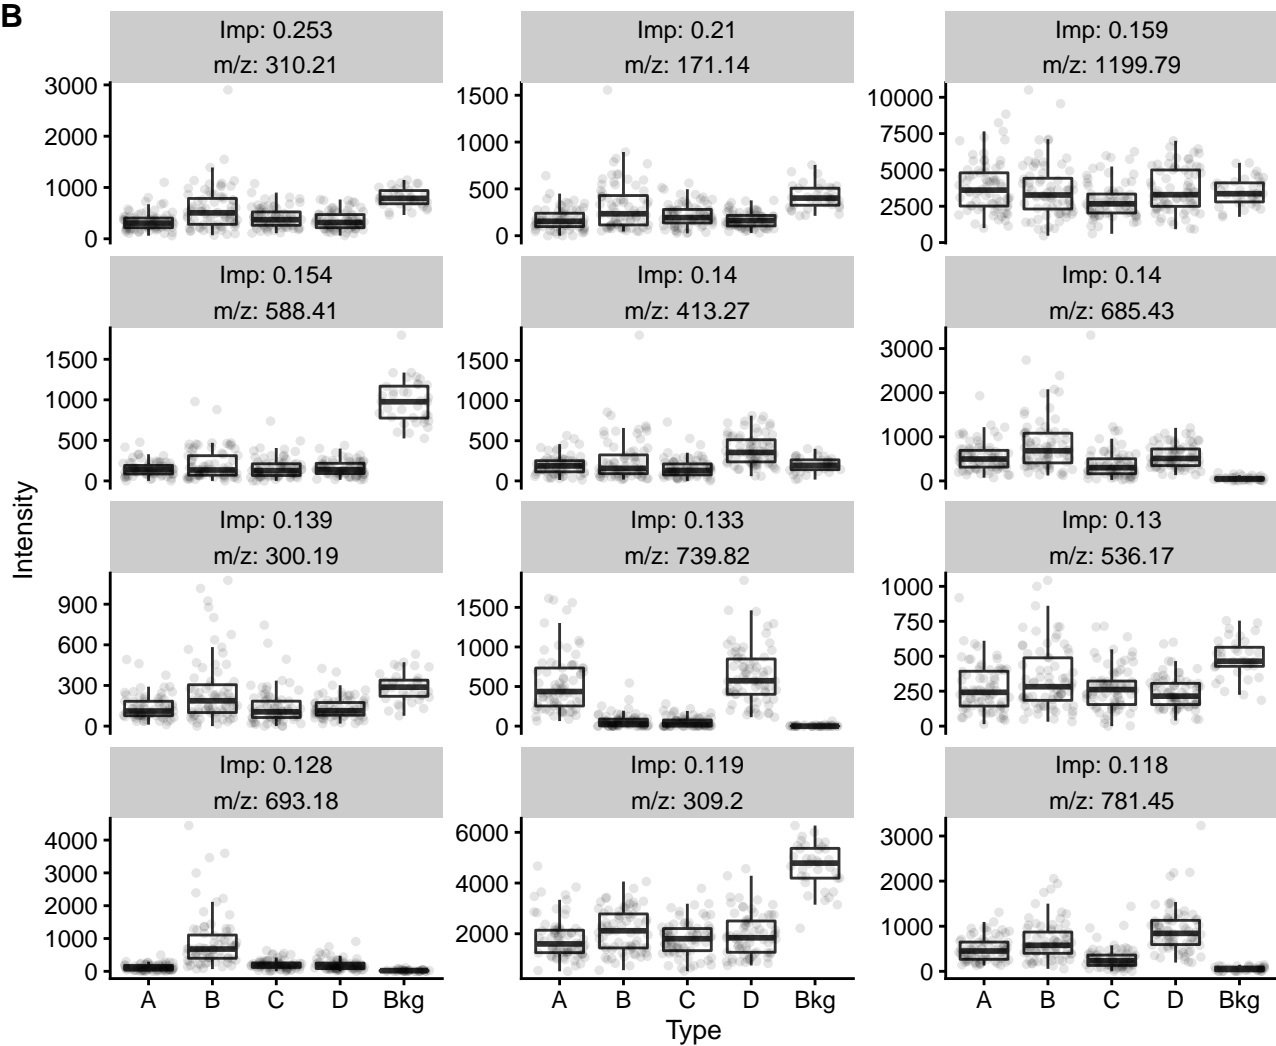 B
Imp: 0.253
m/z: 310.21
3000
2000
1000
0
Imp: 0.21
m/z: 171.14
1500
1000
500
0
Imp: 0.159
m/z: 1199.79
10000
7500
5000
2500
0
Imp: 0.154
m/z: 588.41
1500
1000
500
0
Imp: 0.14
m/z: 413.27
1500
1000
500
0
Imp: 0.14
m/z: 685.43
3000
2000
1000
0
Intensity
Imp: 0.139
m/z: 300.19
900
600
300
0
Imp: 0.133
m/z: 739.82
1500
1000
500
0
Imp: 0.13
m/z: 536.17
1000
750
500
250
0
Imp: 0.128
m/z: 693.18
4000
3000
2000
1000
0
A B C D Bkg
Imp: 0.119
m/z: 309.2
6000
4000
2000
A B C D Bkg
Imp: 0.118
m/z: 781.45
3000
2000
1000
0
A B C D Bkg
Type